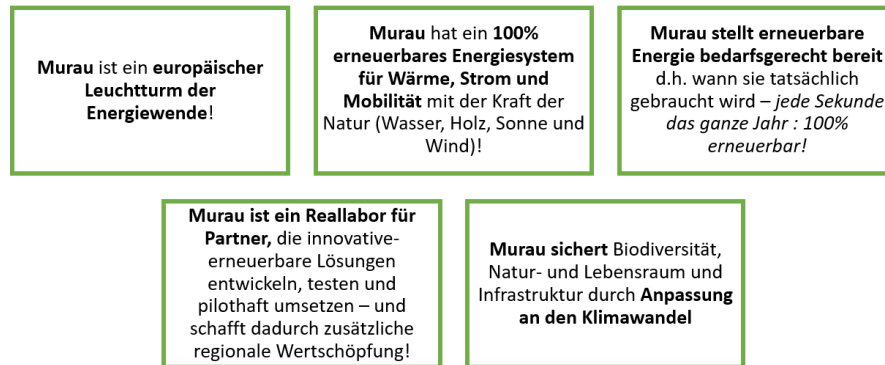 Murau ist ein europäischer
Leuchtturm der
Energiewende!
Murau hat ein 100%
erneuerbares Energiesystem
für Wärme, Strom und
Mobilität mit der Kraft der
Natur (Wasser, Holz, Sonne und
Wind)!
Murau stellt erneuerbare
Energie bedarfsgerecht bereit
d.h. wann sie tatsächlich
gebraucht wird – jede Sekunde
das ganze Jahr : 100%
erneuerbar!
Murau ist ein Reallabor für
Partner, die innovative-
erneuerbare Lösungen
entwickeln, testen und
pilothaft umsetzen – und
schafft dadurch zusätzliche
regionale Wertschöpfung!
Murau sichert Biodiversität,
Natur- und Lebensraum und
Infrastruktur durch Anpassung
an den Klimawandel